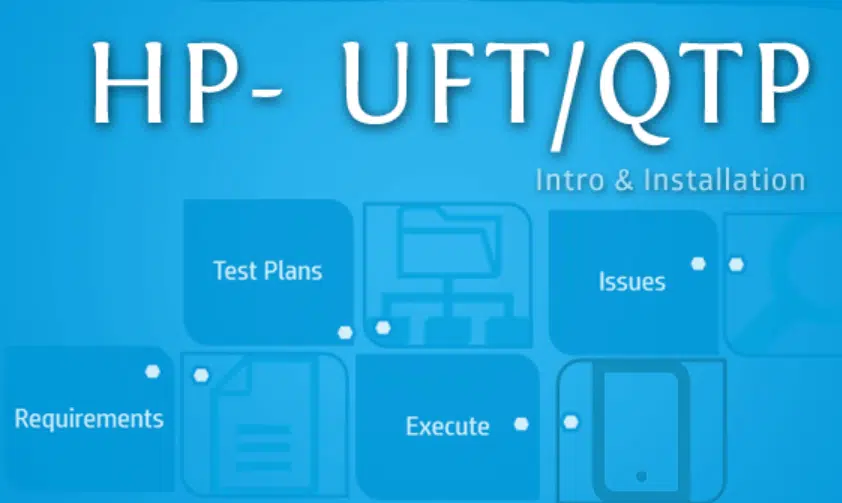 HP- UFT/QTP
Intro & Installation
Test Plans
Issues
Requirements
Execute